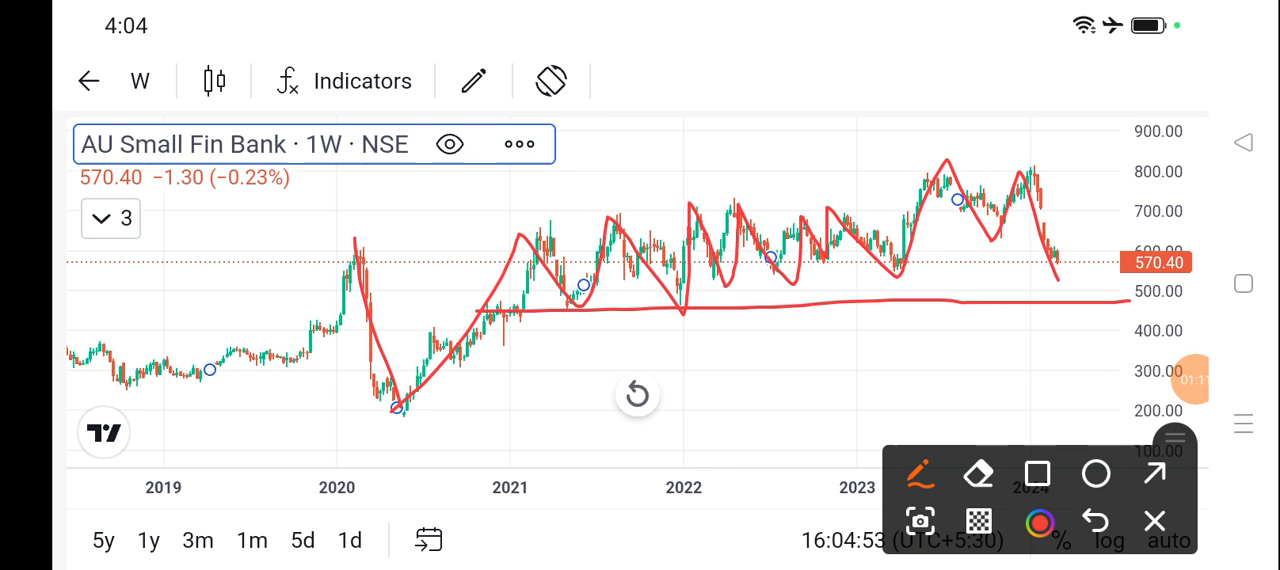 4:04
W Indicators
AU Small Fin Bank · 1W · NSE
570.40 −1.30 (−0.23%)
3
900.00
800.00
700.00
600.00
570.40
500.00
400.00
300.00
01:11
200.00
100.00
2019 2020 2021 2022 2023 2024
5y 1y 3m 1m 5d 1d 16:04:53 (UTC+5:30) % log auto